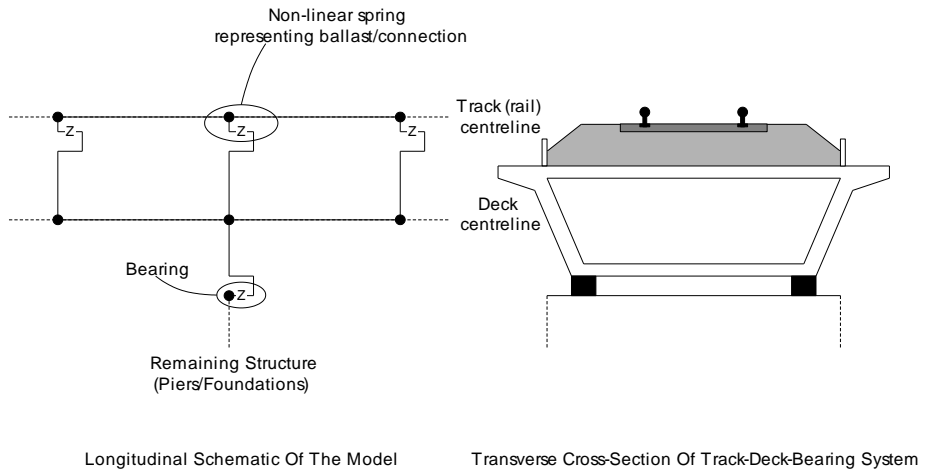 Non-linear spring
representing ballast/connection
Track (rail)
centreline
Z
Z
Z
Deck
centreline
Bearing
Z
Remaining Structure
(Piers/Foundations)
Longitudinal Schematic Of The Model
Transverse Cross-Section Of Track-Deck-Bearing System